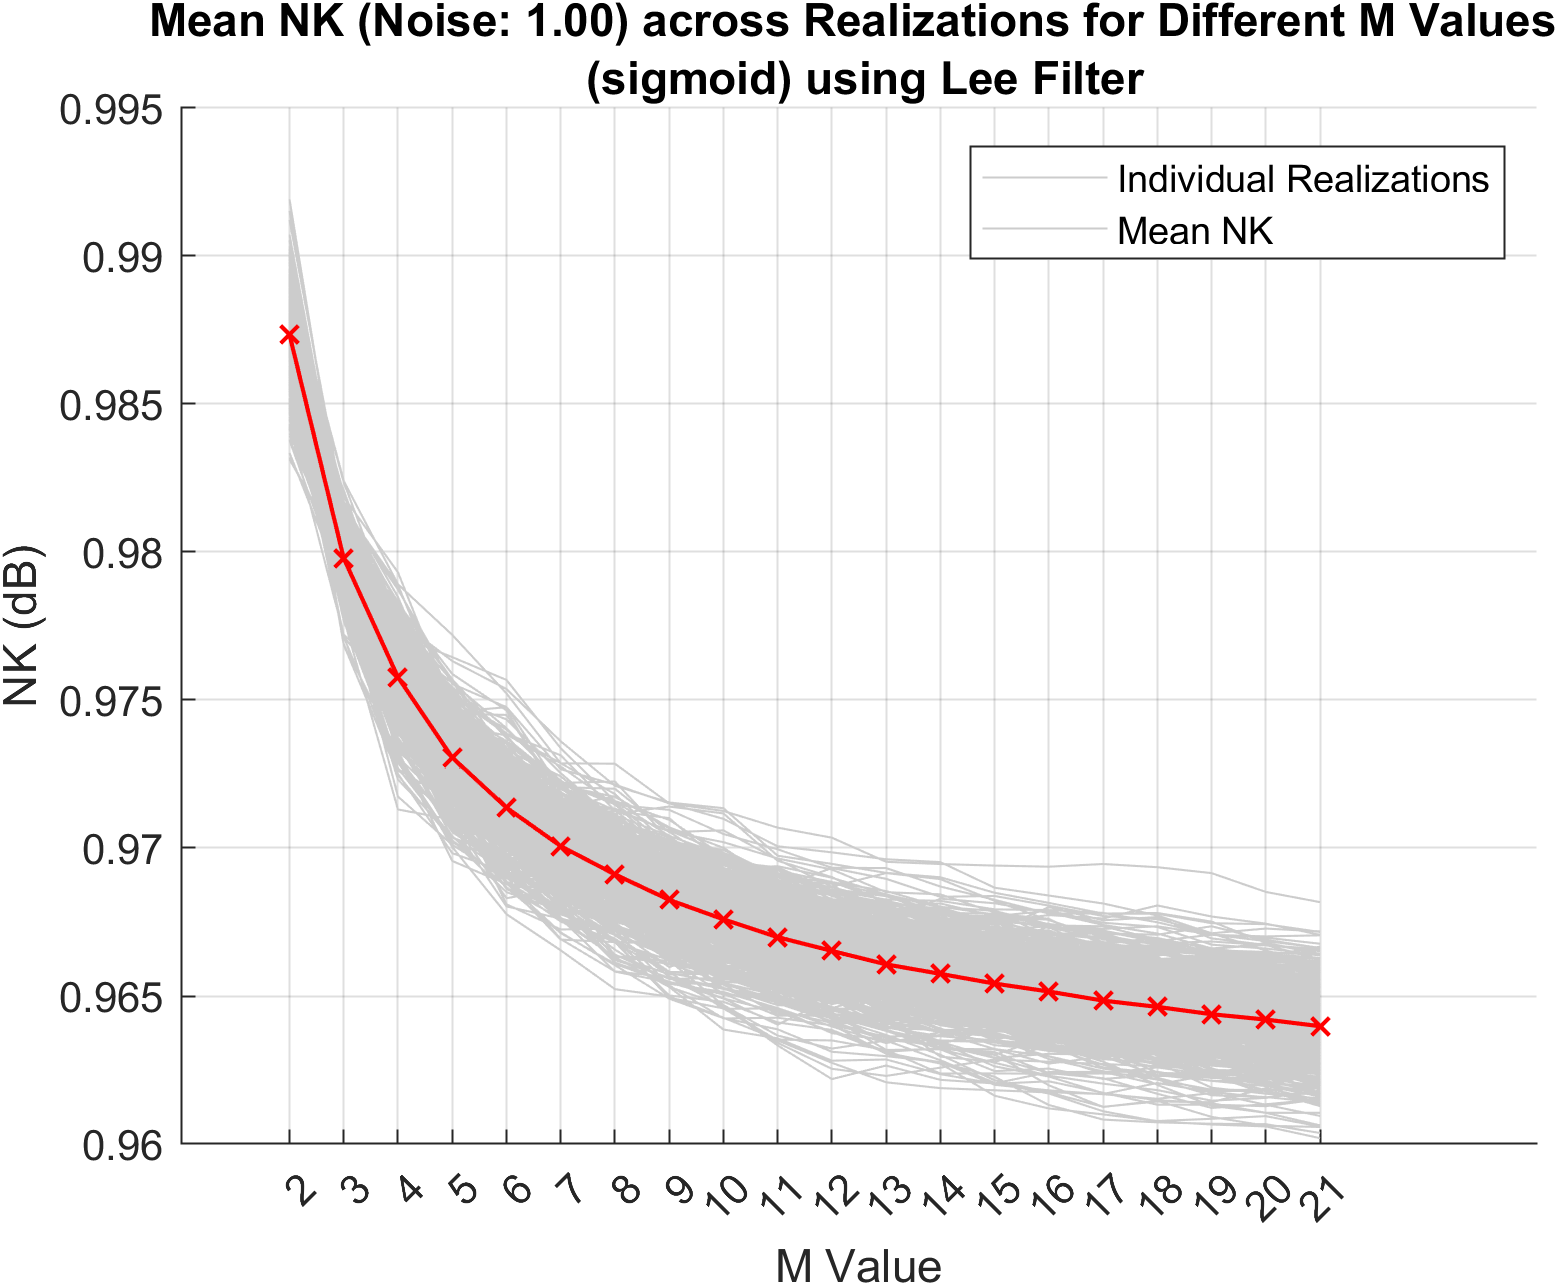 Mean NK (Noise: 1.00) across Realizations for Different M Values
(sigmoid) using Lee Filter
0.995
0.99
0.985
0.98
0.975
0.97
0.965
0.96
NK (dB)
Individual Realizations
Mean NK
2 3 4 5 6 7 8 9 10 11 12 13 14 15 16 17 18 19 20 21
M Value